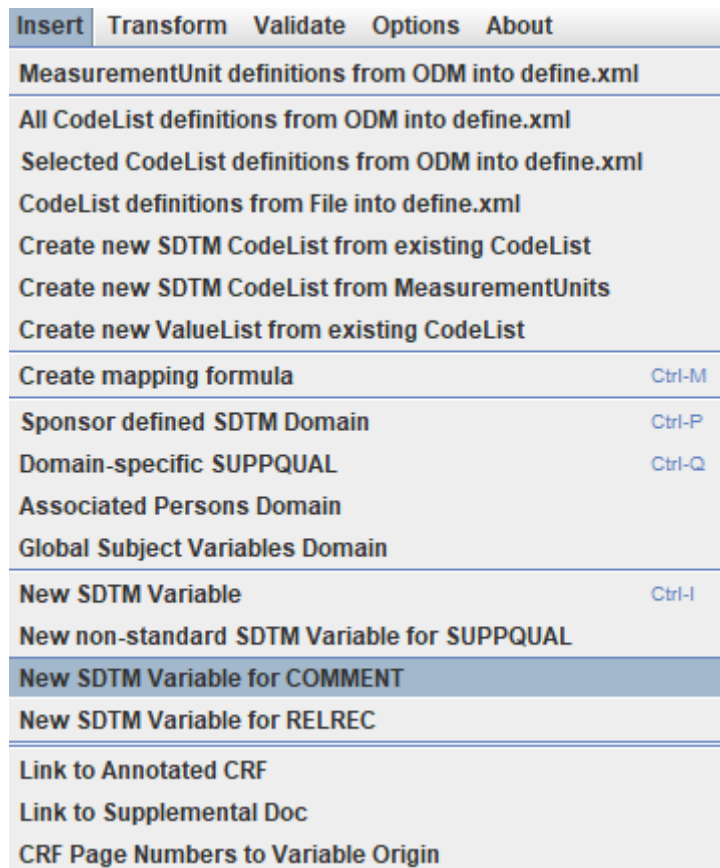 Insert Transform Validate Options About
MeasurementUnit definitions from ODM into define.xml
All CodeList definitions from ODM into define.xml
Selected CodeList definitions from ODM into define.xml
CodeList definitions from File into define.xml
Create new SDTM CodeList from existing CodeList
Create new SDTM CodeList from MeasurementUnits
Create new ValueList from existing CodeList
Create mapping formula Ctrl-M
Sponsor defined SDTM Domain Ctrl-P
Domain-specific SUPPQUAL Ctrl-Q
Associated Persons Domain
Global Subject Variables Domain
New SDTM Variable Ctrl-I
New non-standard SDTM Variable for SUPPQUAL
New SDTM Variable for COMMENT
New SDTM Variable for RELREC
Link to Annotated CRF
Link to Supplemental Doc
CRF Page Numbers to Variable Origin